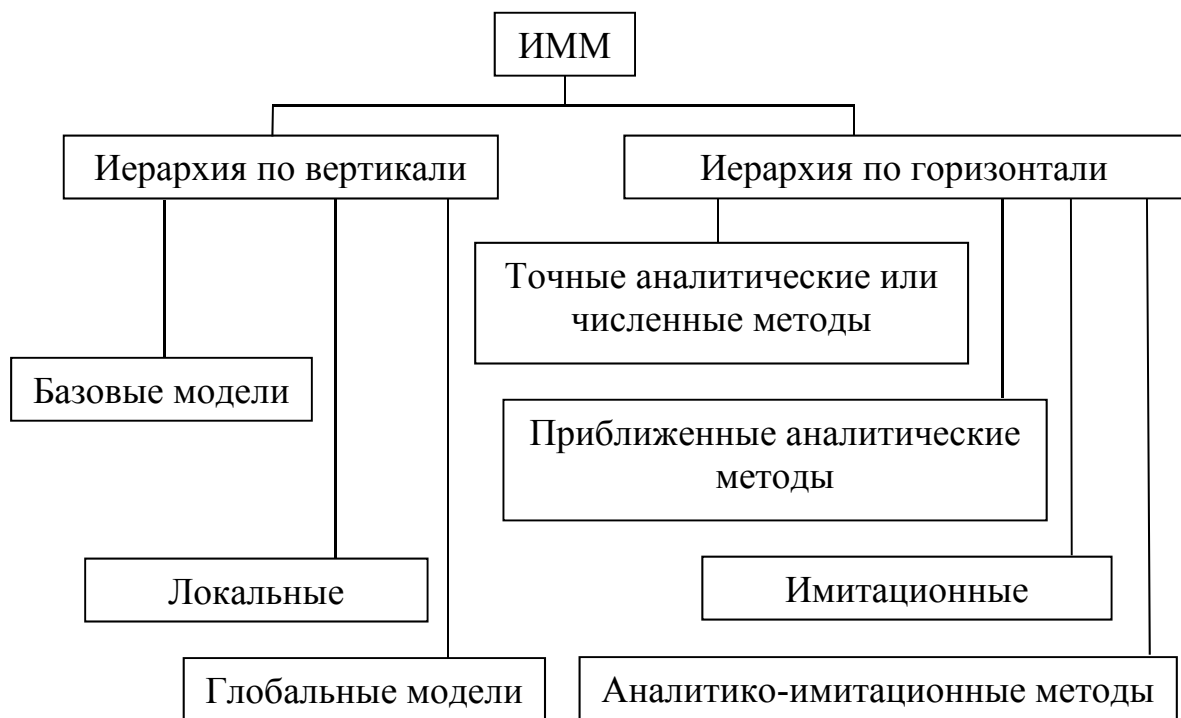 ИММ
Иерархия по вертикали
Иерархия по горизонтали
Точные аналитические или
численные методы
Базовые модели
Приближенные аналитические
методы
Локальные
Имитационные
Глобальные модели
Аналитико-имитационные методы